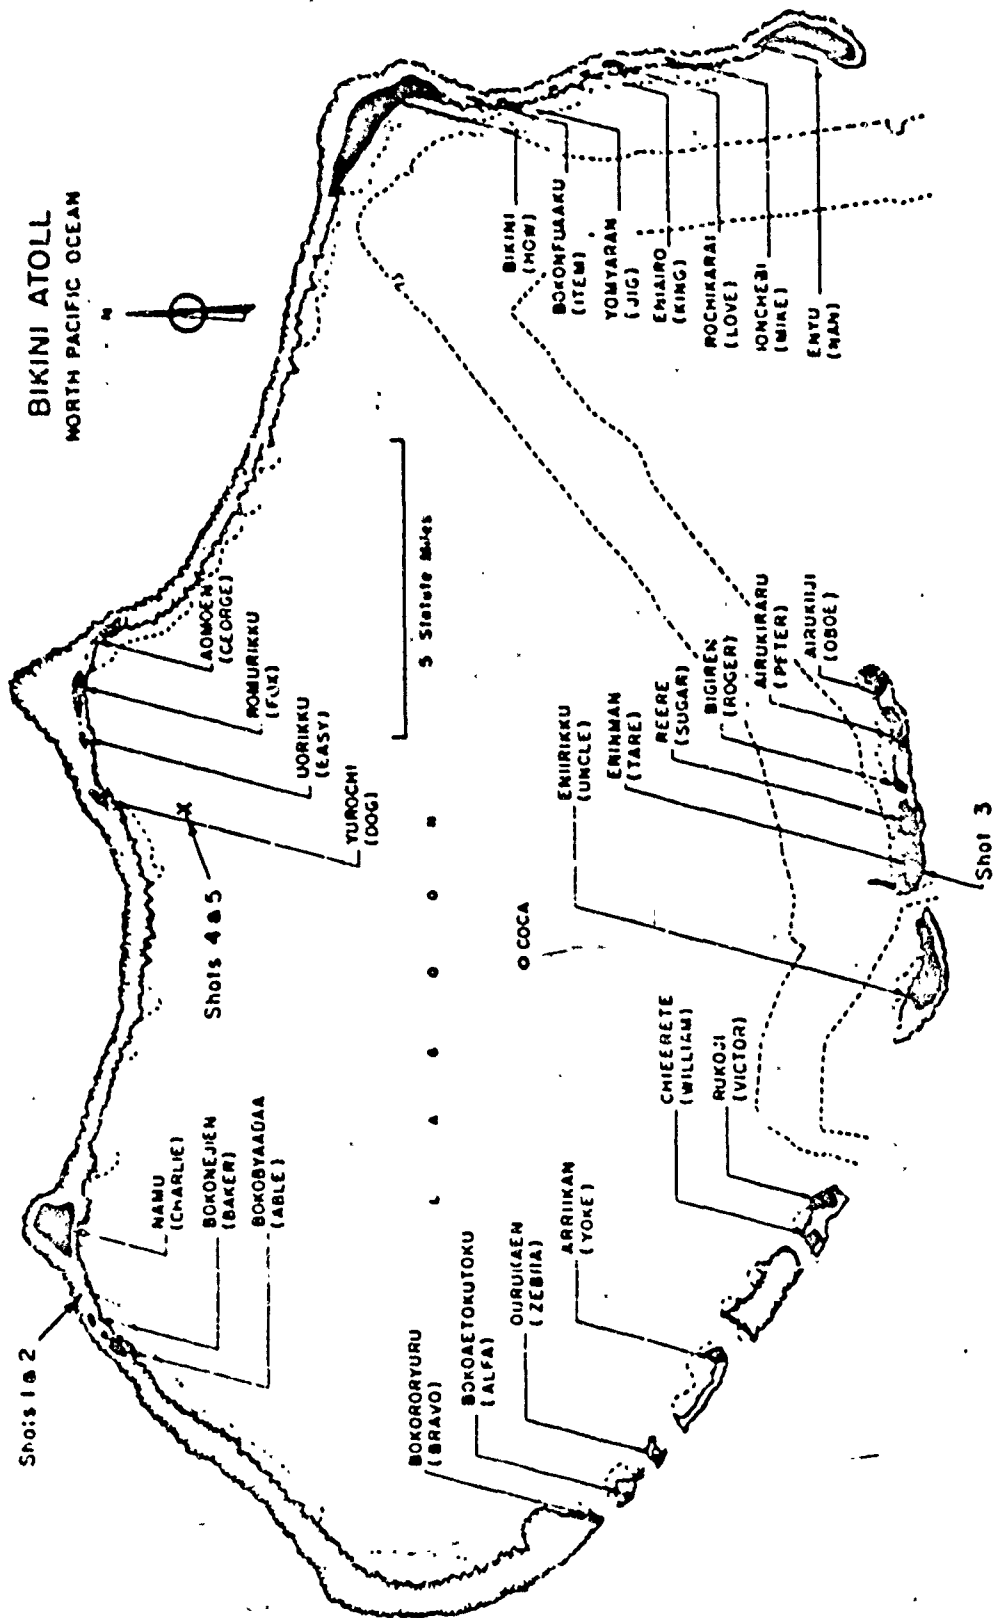 BIKINI ATOLL
NORTH PACIFIC OCEAN
N
Shots 1 & 2
NAMU
(CHARLIE)
BOKONEJIEN
(BAKER)
BOKOBYAADAA
(ABLE)
Shots 4 & 5
YUROCHI
(DOG)
UORIKKU
(EASY)
ROMURIKKU
(FOX)
AOMOEN
(GEORGE)
5 Statute Miles
LAGOON
COCA
BIKINI
(HOW)
BOKONFUAAKU
(ITEM)
YOMYARAN
(JIG)
ENIAIRO
(KING)
ROCHIKARAI
(LOVE)
IONCHEBI
(MIKE)
ENYU
(NAN)
BOKORORYURU
(BRAVO)
BOKOAETOKUTOKU
(ALFA)
OURUKAEN
(ZEBRA)
ARRIIKAN
(YOKE)
CHIEERETE
(WILLIAM)
RUKOJI
(VICTOR)
ENIIRIKKU
(UNCLE)
ENINMAN
(TARE)
REERE
(SUGAR)
BIGIREN
(ROGER)
AIRUKIRARU
(PETER)
AIRUKIIJI
(OBOE)
Shot 3